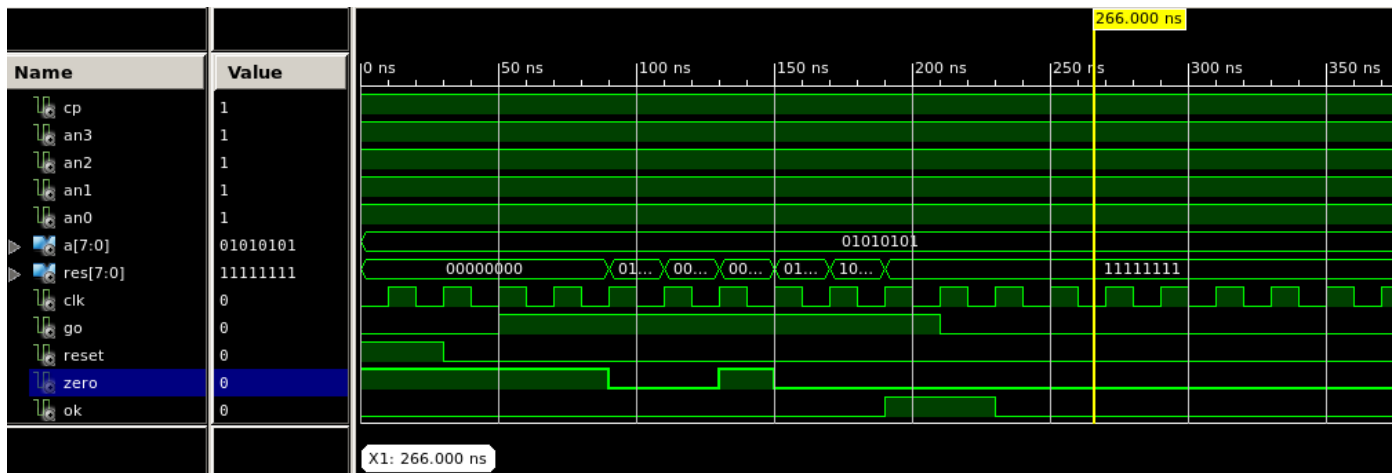 266.000 ns
Name Value
0 ns 50 ns 100 ns 150 ns 200 ns 250 ns 300 ns 350 ns
cp 1
an3 1
an2 1
an1 1
an0 1
a[7:0] 01010101 01010101
res[7:0] 11111111 00000000 01... 00... 00... 01... 10... 11111111
clk 0
go 0
reset 0
zero 0
ok 0
X1: 266.000 ns